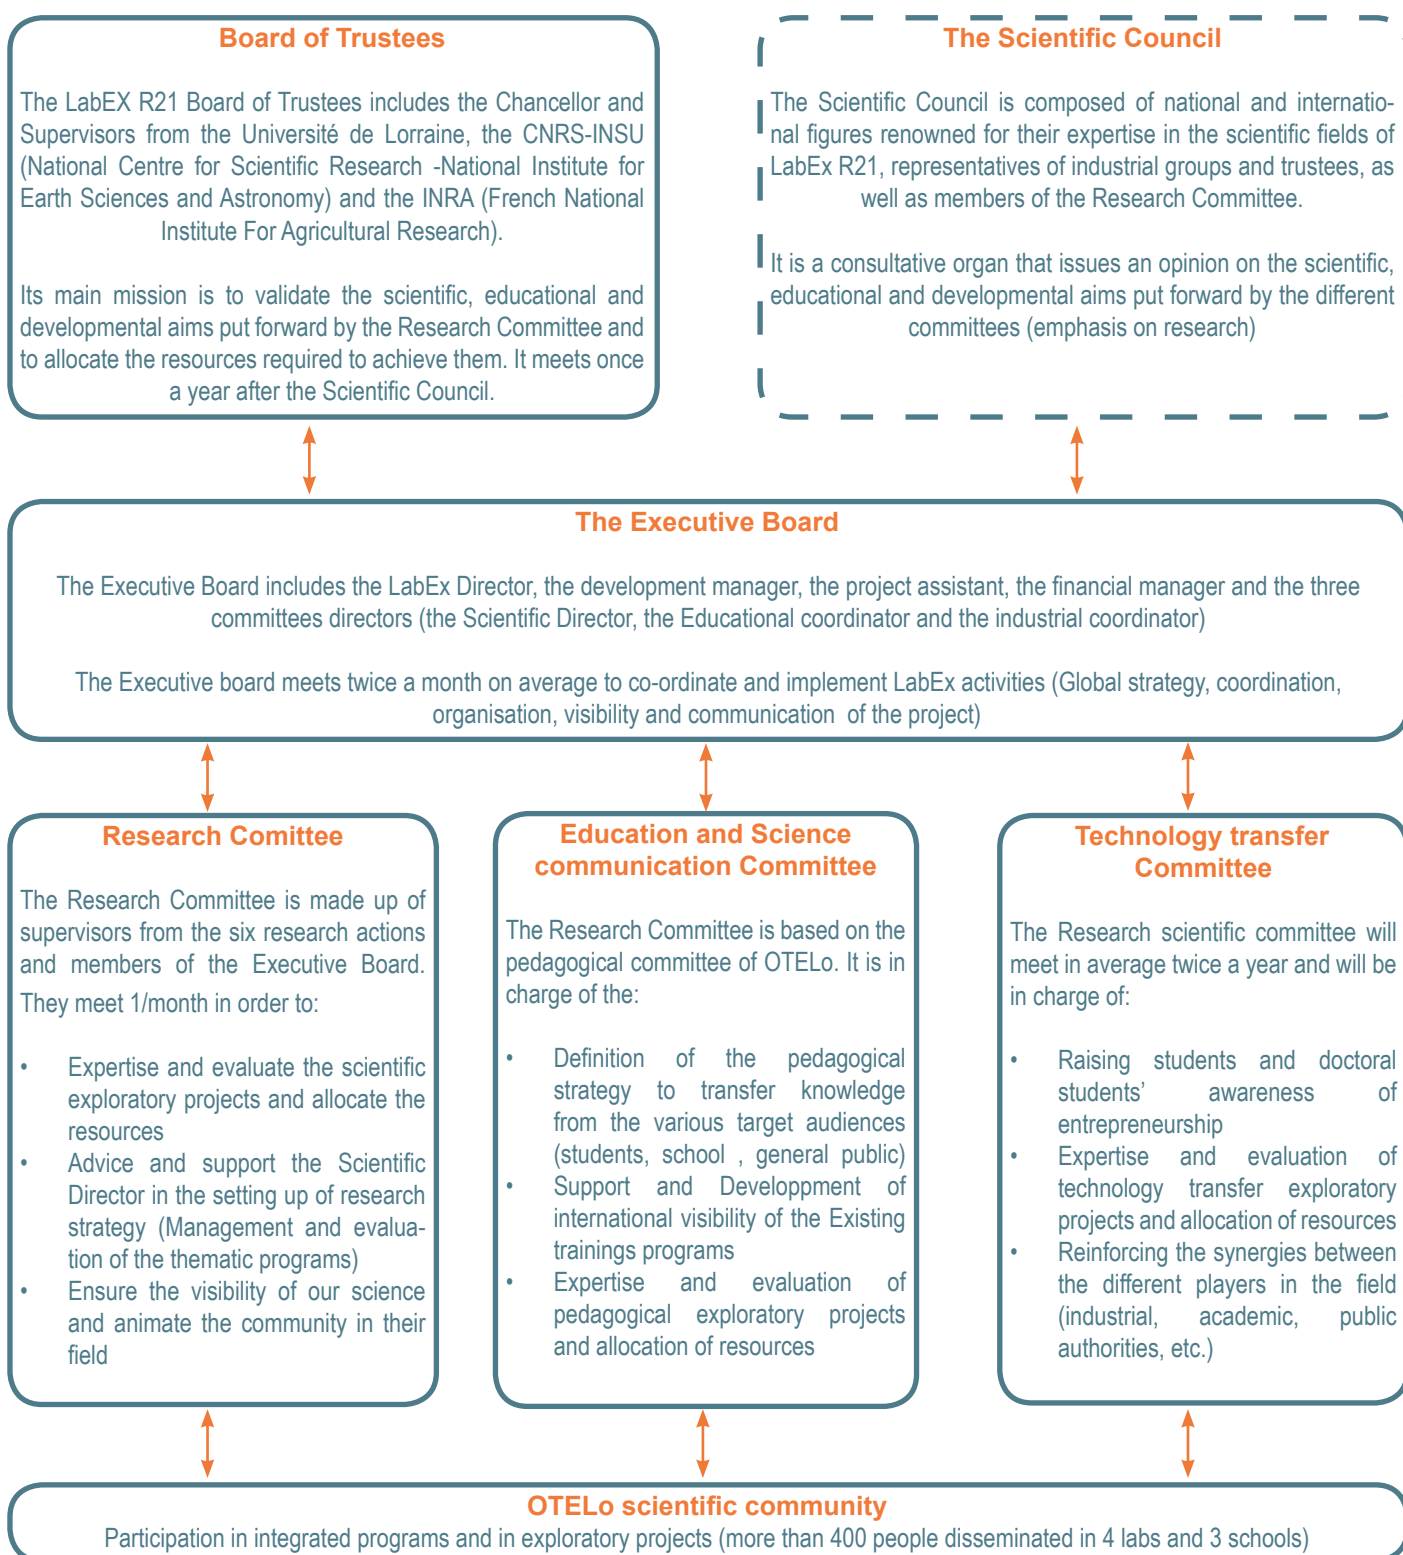 Board of Trustees
The LabEX R21 Board of Trustees includes the Chancellor and
Supervisors from the Université de Lorraine, the CNRS-INSU
(National Centre for Scientific Research -National Institute for
Earth Sciences and Astronomy) and the INRA (French National
Institute For Agricultural Research).
Its main mission is to validate the scientific, educational and
developmental aims put forward by the Research Committee and
to allocate the resources required to achieve them. It meets once
a year after the Scientific Council.
The Scientific Council
The Scientific Council is composed of national and internatio-
nal figures renowned for their expertise in the scientific fields of
LabEx R21, representatives of industrial groups and trustees, as
well as members of the Research Committee.
It is a consultative organ that issues an opinion on the scientific,
educational and developmental aims put forward by the different
committees (emphasis on research)
The Executive Board
The Executive Board includes the LabEx Director, the development manager, the project assistant, the financial manager and the three
committees directors (the Scientific Director, the Educational coordinator and the industrial coordinator)
The Executive board meets twice a month on average to co-ordinate and implement LabEx activities (Global strategy, coordination,
organisation, visibility and communication of the project)
Research Comittee
The Research Committee is made up of
supervisors from the six research actions
and members of the Executive Board.
They meet 1/month in order to:
• Expertise and evaluate the scientific
exploratory projects and allocate the
resources
• Advice and support the Scientific
Director in the setting up of research
strategy (Management and evalua-
tion of the thematic programs)
• Ensure the visibility of our science
and animate the community in their
field
Education and Science
communication Committee
The Research Committee is based on the
pedagogical committee of OTELo. It is in
charge of the:
• Definition of the pedagogical
strategy to transfer knowledge
from the various target audiences
(students, school , general public)
• Support and Developpment of
international visibility of the Existing
trainings programs
• Expertise and evaluation of
pedagogical exploratory projects
and allocation of resources
Technology transfer
Committee
The Research scientific committee will
meet in average twice a year and will be
in charge of:
• Raising students and doctoral
students’ awareness of
entrepreneurship
• Expertise and evaluation of
technology transfer exploratory
projects and allocation of resources
• Reinforcing the synergies between
the different players in the field
(industrial, academic, public
authorities, etc.)
OTELo scientific community
Participation in integrated programs and in exploratory projects (more than 400 people disseminated in 4 labs and 3 schools)